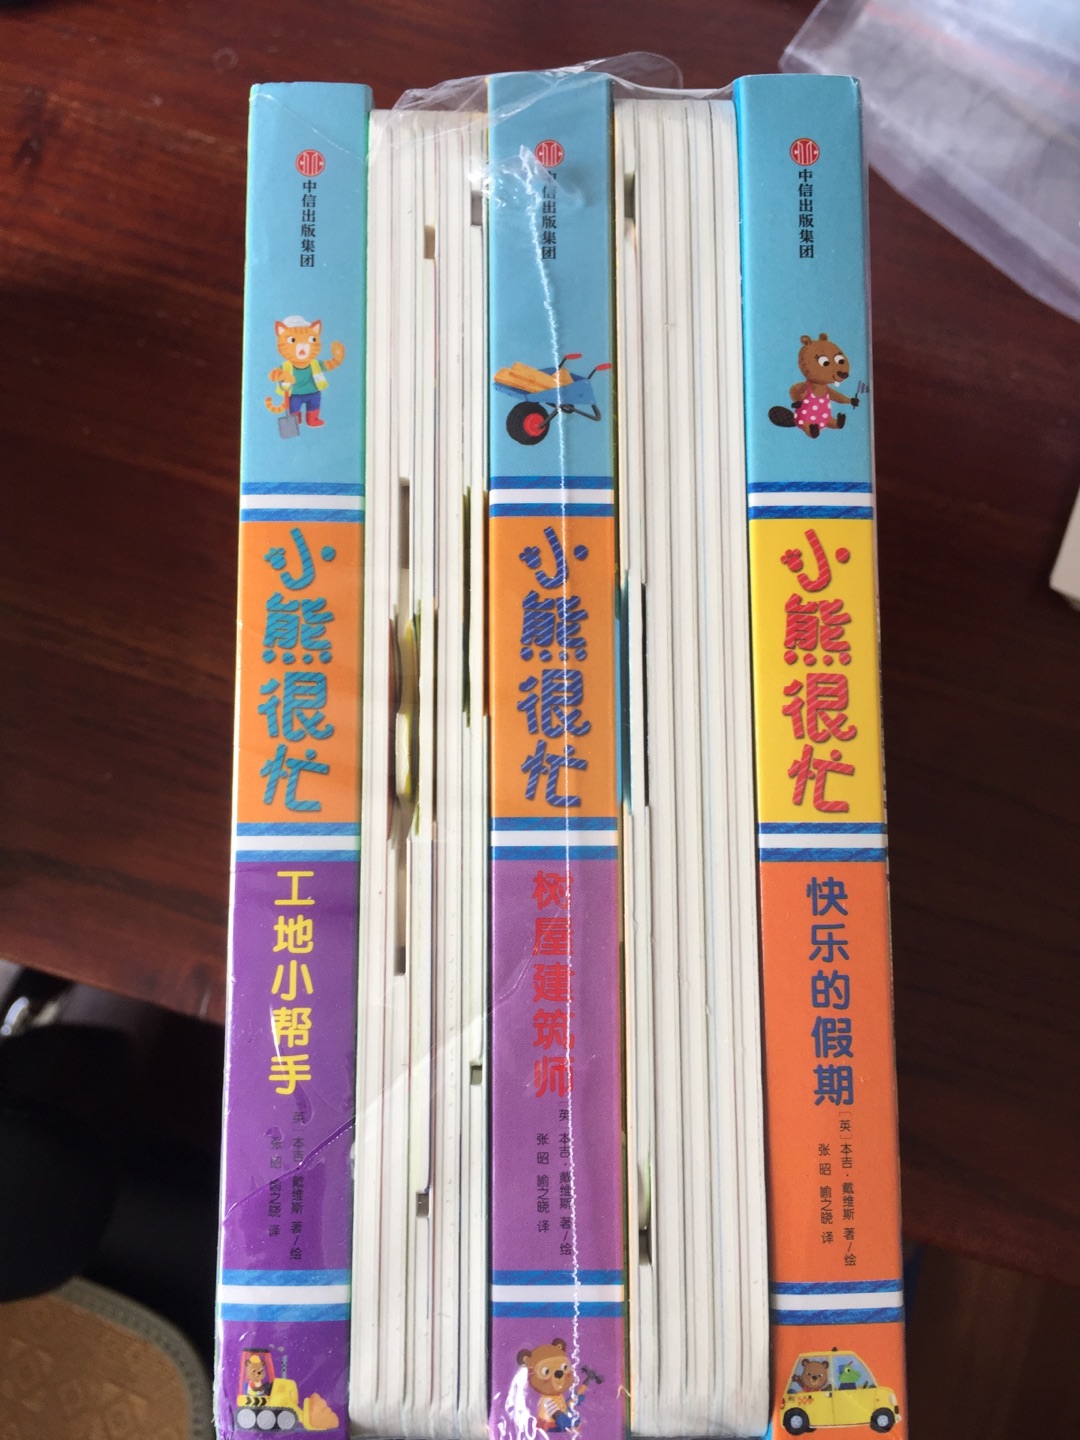 中信出版集团
小熊很忙
工地小帮手
[英]本吉·戴维斯 著/绘
张昭 喻之晓 译
中信出版集团
小熊很忙
树屋建筑师
[英]本吉·戴维斯 著/绘
张昭 喻之晓 译
中信出版集团
小熊很忙
快乐的假期
[英]本吉·戴维斯 著/绘
张昭 喻之晓 译